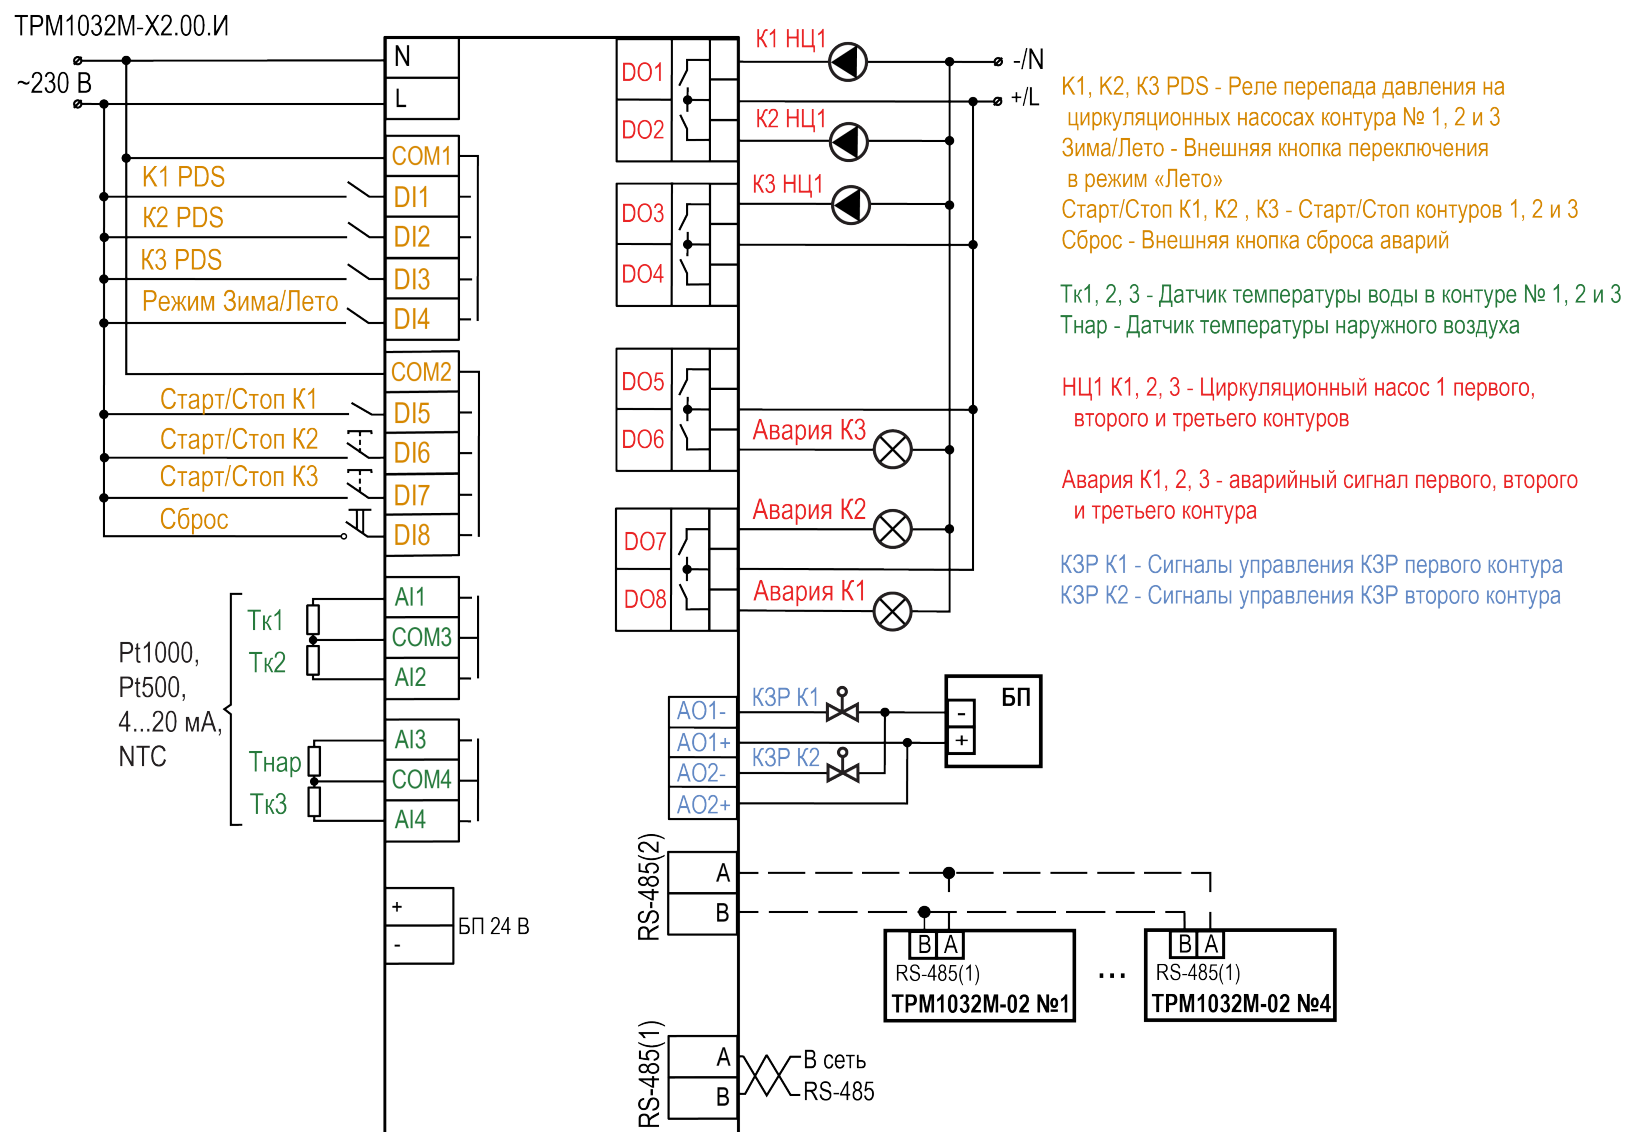 ТРМ1032М-Х2.00.И
~230 В
N
L
COM1
K1 PDS
DI1
K2 PDS
DI2
K3 PDS
DI3
Режим Зима/Лето
DI4
COM2
Старт/Стоп К1
DI5
Старт/Стоп К2
DI6
Старт/Стоп К3
DI7
Сброс
DI8
Pt1000,
Pt500,
4...20 мА,
NTC
Тк1
Тк2
AI1
COM3
AI2
Тнар
Тк3
AI3
COM4
AI4
+
-
БП 24 В
DO1
DO2
К1 НЦ1
К2 НЦ1
-/N
+/L
DO3
DO4
К3 НЦ1
DO5
DO6
Авария К3
DO7
DO8
Авария К2
Авария К1
AO1-
AO1+
AO2-
AO2+
КЗР К1
КЗР К2
БП
-
+
RS-485(2)
A
B
B A
RS-485(1)
ТРМ1032М-02 №1
...
B A
RS-485(1)
ТРМ1032М-02 №4
RS-485(1)
A
B
В сеть
RS-485
K1, K2, К3 PDS - Реле перепада давления на
циркуляционных насосах контура № 1, 2 и 3
Зима/Лето - Внешняя кнопка переключения
в режим «Лето»
Старт/Стоп К1, К2 , К3 - Старт/Стоп контуров 1, 2 и 3
Сброс - Внешняя кнопка сброса аварий
Тк1, 2, 3 - Датчик температуры воды в контуре № 1, 2 и 3
Тнар - Датчик температуры наружного воздуха
НЦ1 К1, 2, 3 - Циркуляционный насос 1 первого,
второго и третьего контуров
Авария К1, 2, 3 - аварийный сигнал первого, второго
и третьего контура
КЗР К1 - Сигналы управления КЗР первого контура
КЗР К2 - Сигналы управления КЗР второго контура